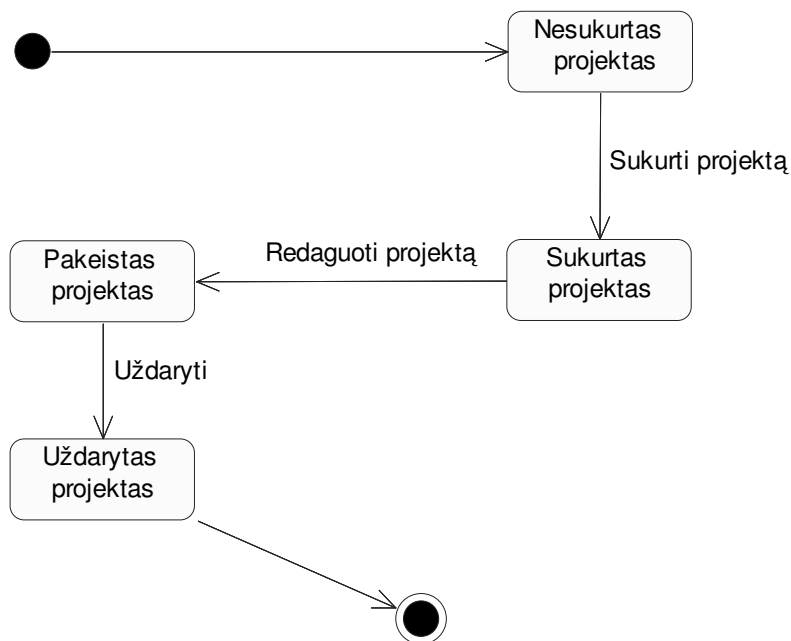 Nesukurtas
projektas
Sukurti projektą
Redaguoti projektą
Pakeistas
projektas
Sukurtas
projektas
Uždaryti
Uždarytas
projektas